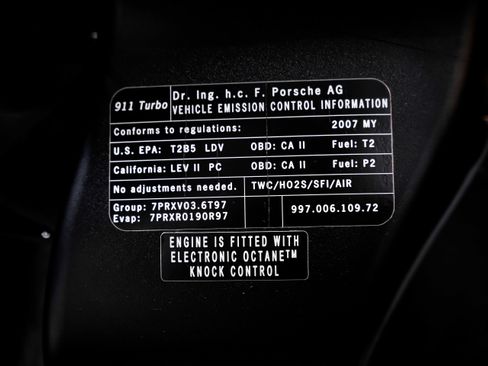 911 Turbo Dr. Ing. h.c. F. Porsche AG
VEHICLE EMISSION CONTROL INFORMATION
Conforms to regulations: 2007 MY
U.S. EPA: T2B5 LDV OBD: CA II Fuel: T2
California: LEV II PC OBD: CA II Fuel: P2
No adjustments needed. TWC/HO2S/SFI/AIR
Group: 7PRXV03.6T97
Evap: 7PRXR0190R97 997.006.109.72
ENGINE IS FITTED WITH
ELECTRONIC OCTANE™
KNOCK CONTROL